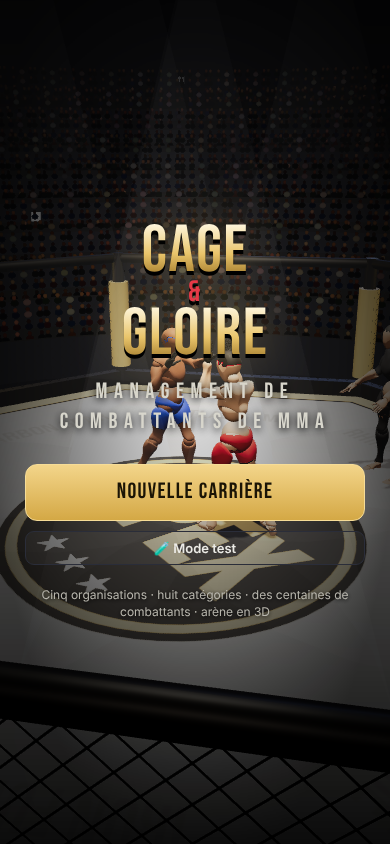 CAGE
&
GLOIRE
MANAGEMENT DE
COMBATTANTS DE MMA
NOUVELLE CARRIÈRE
🧪 Mode test
Cinq organisations · huit catégories · des centaines de
combattants · arène en 3D